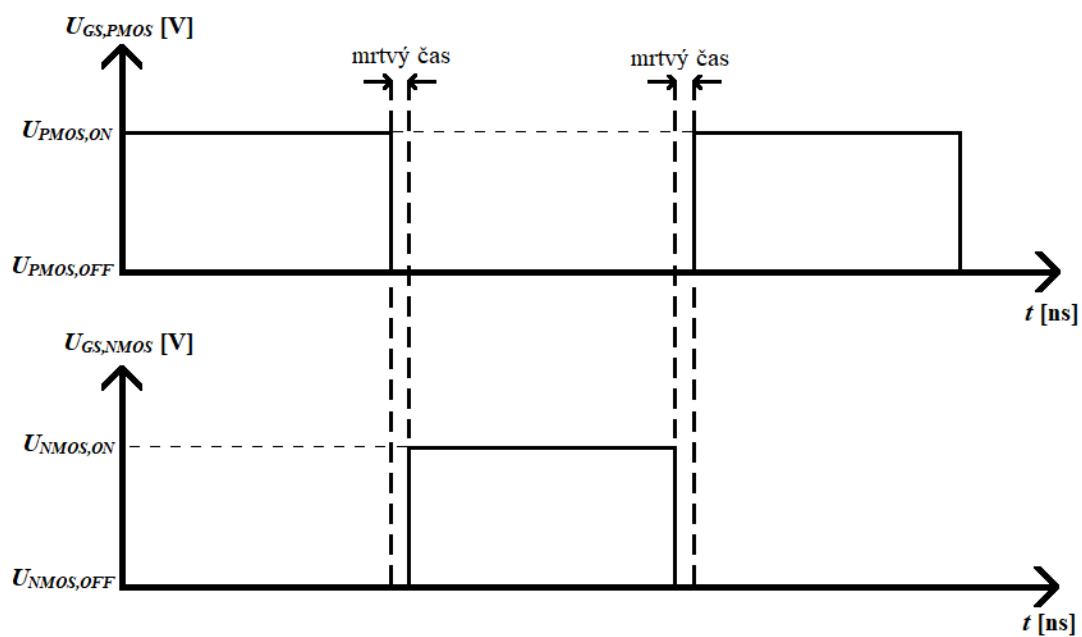 U_GS,PMOS [V]
mrtvý čas mrtvý čas
U_PMOS,ON
U_PMOS,OFF
t [ns]
U_GS,NMOS [V]
U_NMOS,ON
U_NMOS,OFF
t [ns]